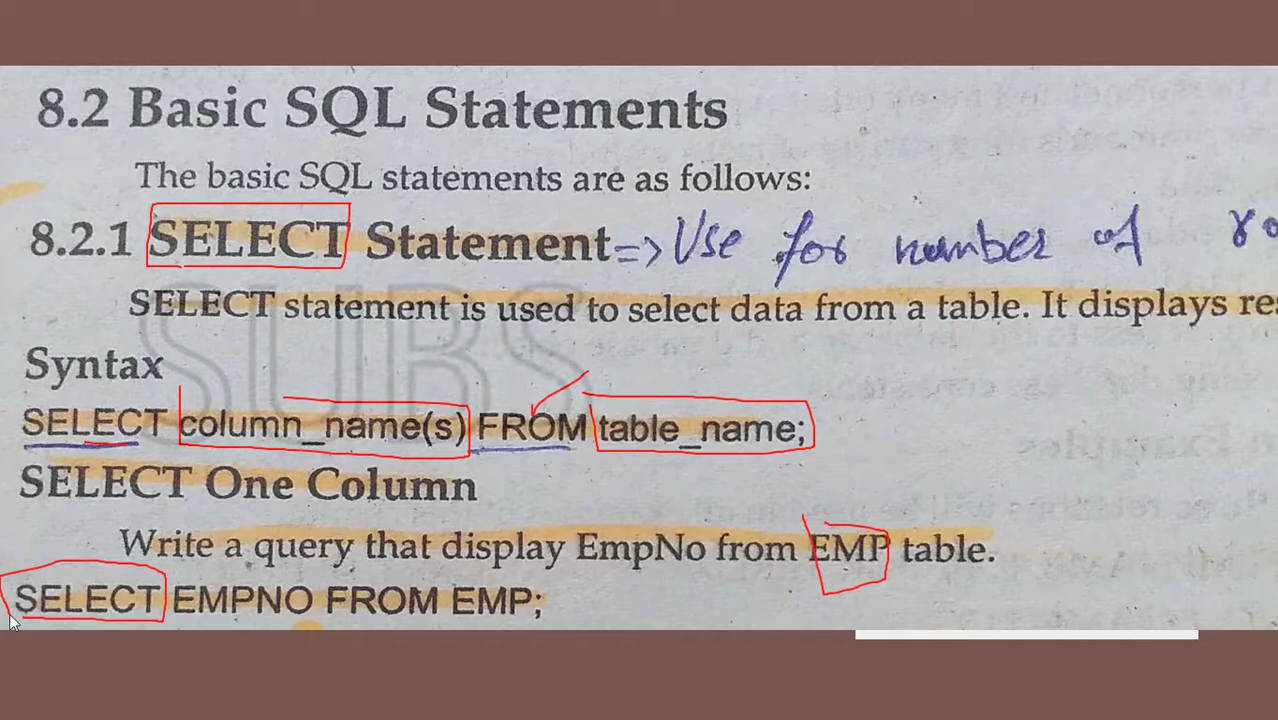 8.2 Basic SQL Statements
The basic SQL statements are as follows:
8.2.1 SELECT Statement => Use for number of
SELECT statement is used to select data from a table. It displays
Syntax
SELECT column_name(s) FROM table_name;
SELECT One Column
Write a query that display EmpNo from EMP table.
SELECT EMPNO FROM EMP;
SUBS